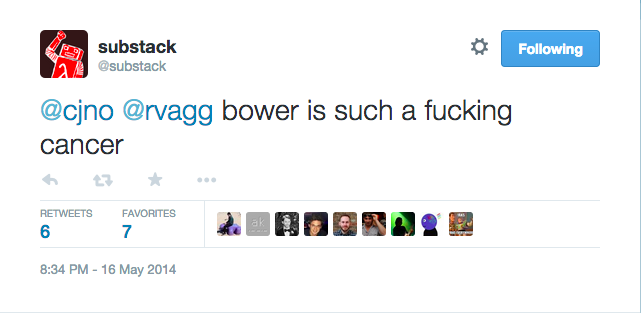 substack
@substack
Following
@cjno @rvagg bower is such a fucking
cancer
RETWEETS FAVORITES
6 7
ak
8:34 PM - 16 May 2014